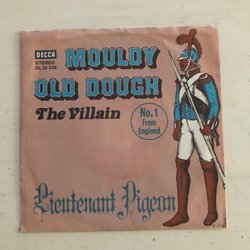 DECCA
STEREO
DL 25 530
MOULDY
OLD DOUGH
The Villain
No. 1
From
England
Lieutenant Pigeon